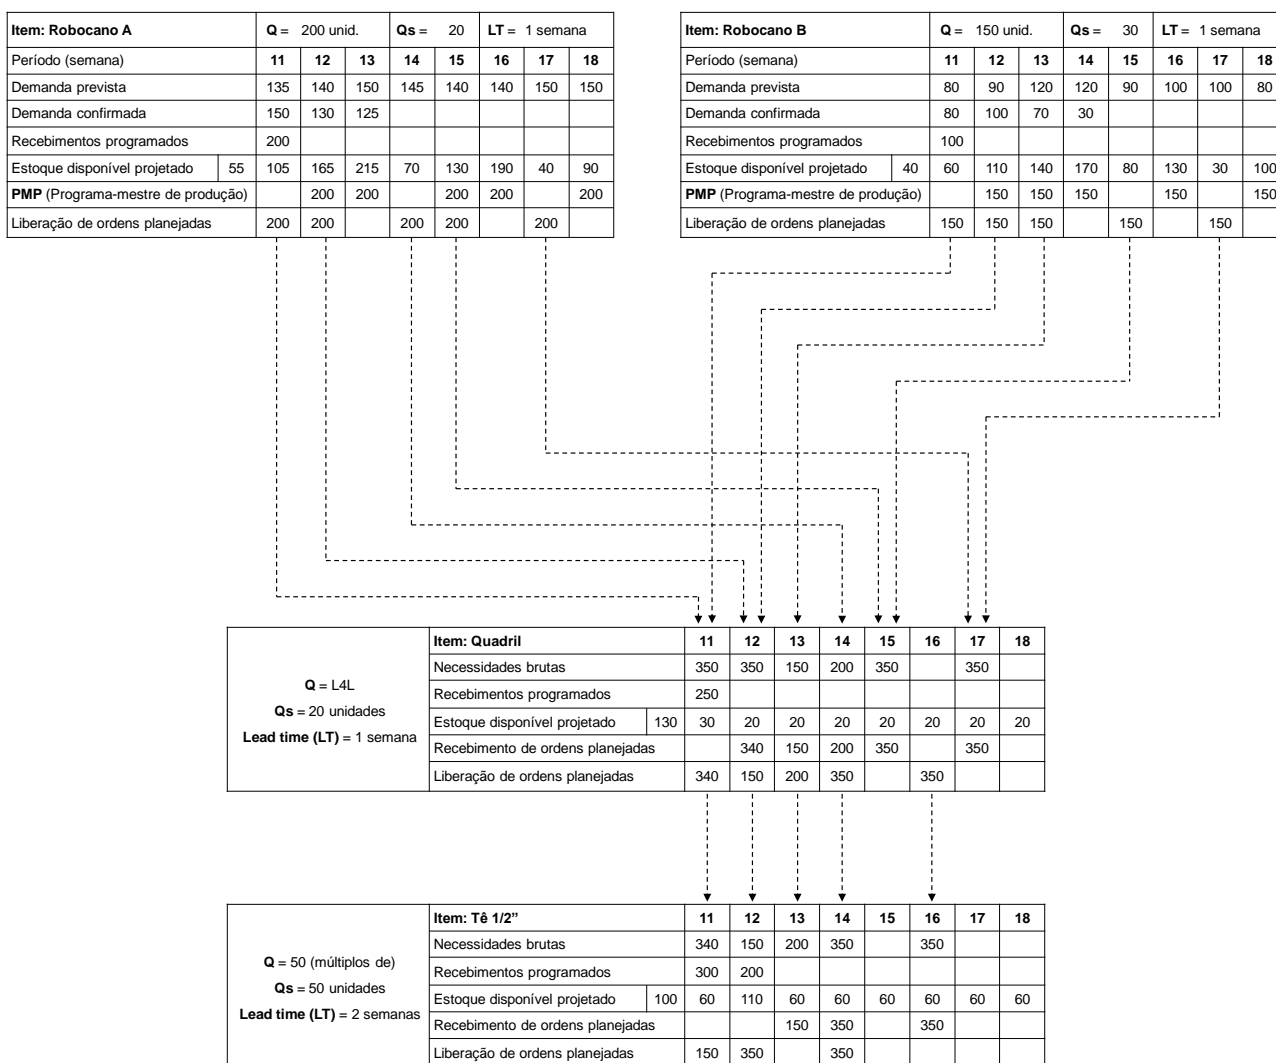 Item: Robocano A Q = 200 unid. Qs = 20 LT = 1 semana
Período (semana) 11 12 13 14 15 16 17 18
Demanda prevista 135 140 150 145 140 140 150 150
Demanda confirmada 150 130 125
Recebimentos programados 200
Estoque disponível projetado 55 105 165 215 70 130 190 40 90
PMP (Programa-mestre de produção) 200 200 200 200 200
Liberação de ordens planejadas 200 200 200 200 200
Item: Robocano B Q = 150 unid. Qs = 30 LT = 1 semana
Período (semana) 11 12 13 14 15 16 17 18
Demanda prevista 80 90 120 120 90 100 100 80
Demanda confirmada 80 100 70 30
Recebimentos programados 100
Estoque disponível projetado 40 60 110 140 170 80 130 30 100
PMP (Programa-mestre de produção) 150 150 150 150 150
Liberação de ordens planejadas 150 150 150 150 150
Q = L4L
Qs = 20 unidades
Lead time (LT) = 1 semana
Item: Quadril 11 12 13 14 15 16 17 18
Necessidades brutas 350 350 150 200 350 350
Recebimentos programados 250
Estoque disponível projetado 130 30 20 20 20 20 20 20 20
Recebimento de ordens planejadas 340 150 200 350 350
Liberação de ordens planejadas 340 150 200 350 350
Q = 50 (múltiplos de)
Qs = 50 unidades
Lead time (LT) = 2 semanas
Item: Tê 1/2” 11 12 13 14 15 16 17 18
Necessidades brutas 340 150 200 350 350
Recebimentos programados 300 200
Estoque disponível projetado 100 60 110 60 60 60 60 60 60
Recebimento de ordens planejadas 150 350 350
Liberação de ordens planejadas 150 350 350